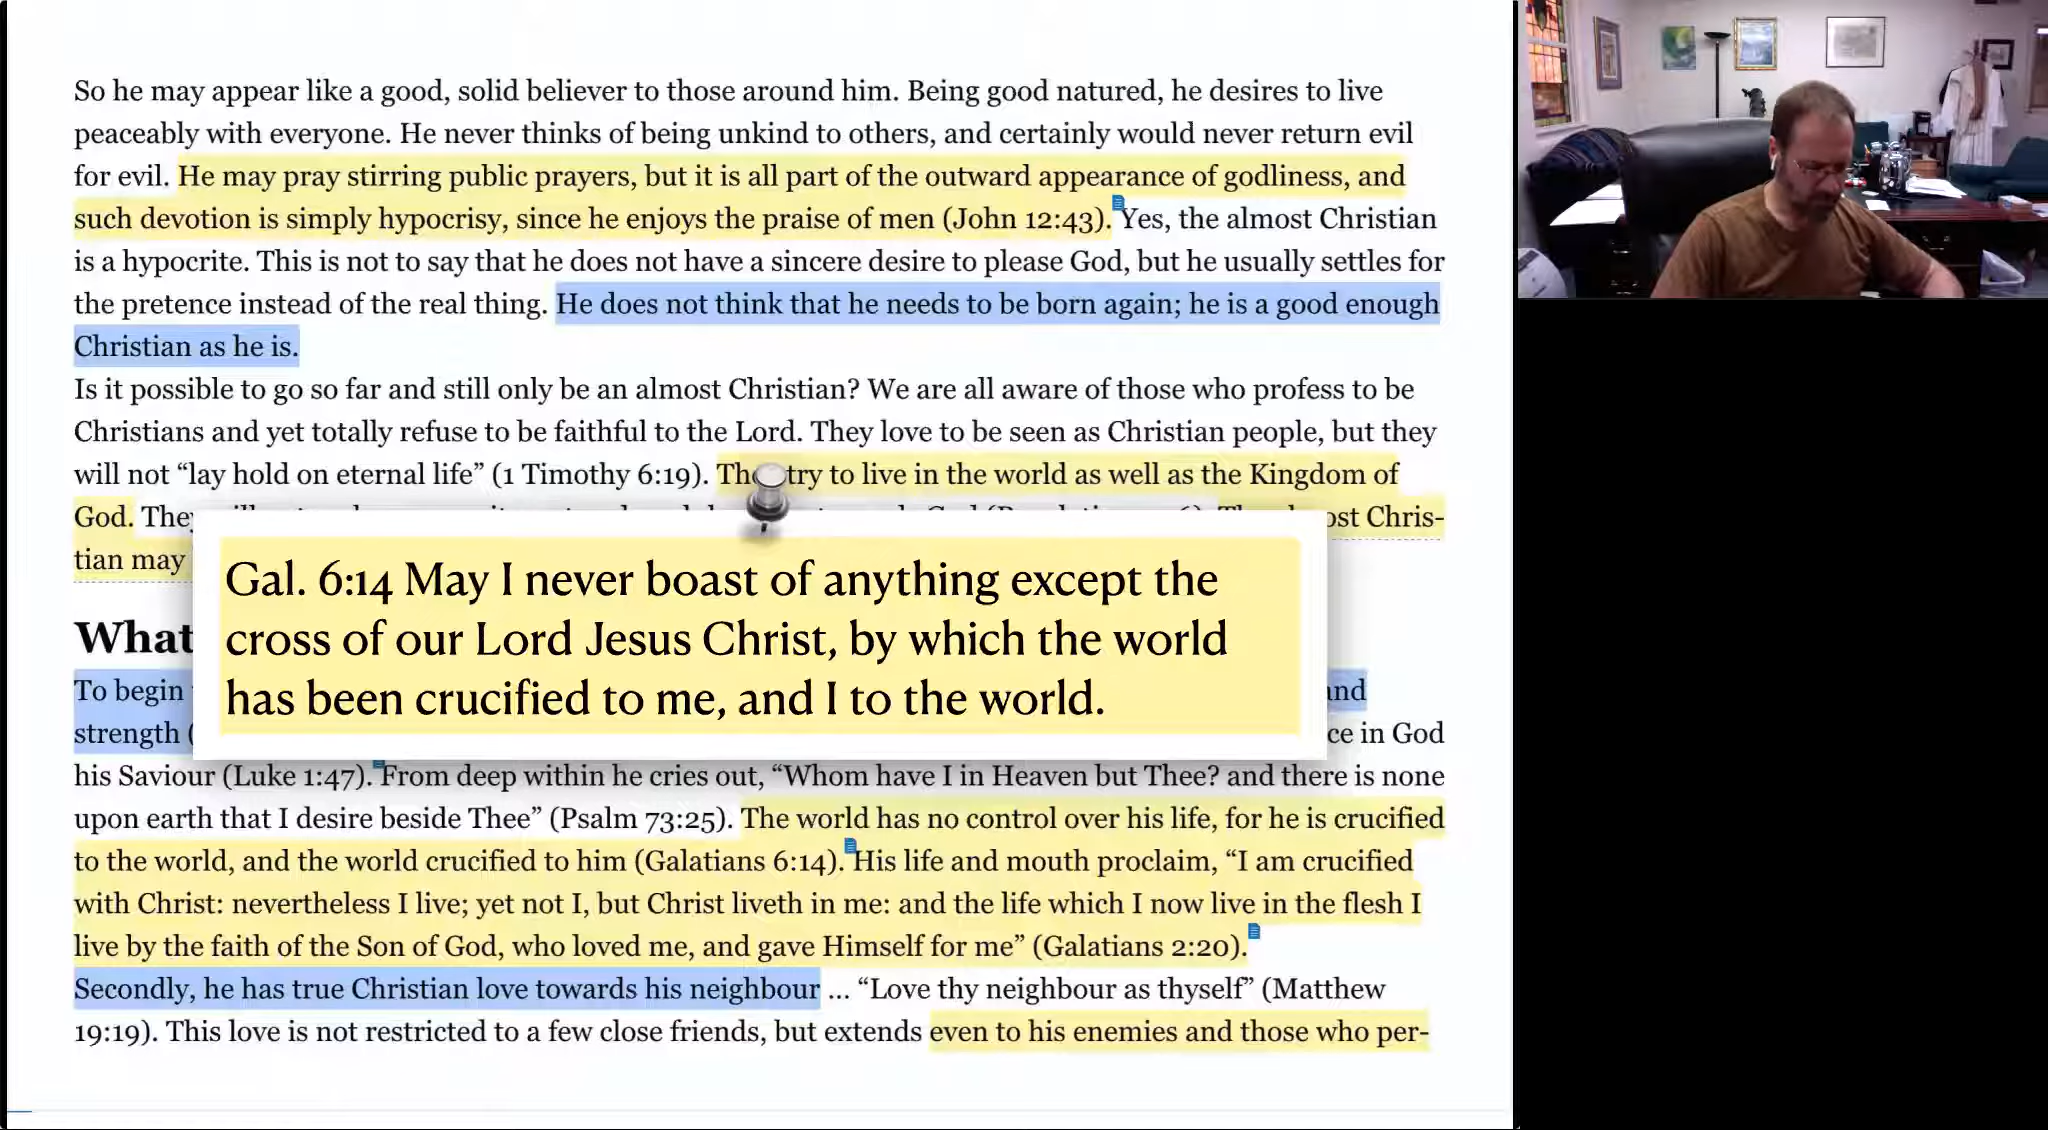 So he may appear like a good, solid believer to those around him. Being good natured, he desires to live
peaceably with everyone. He never thinks of being unkind to others, and certainly would never return evil
for evil. He may pray stirring public prayers, but it is all part of the outward appearance of godliness, and
such devotion is simply hypocrisy, since he enjoys the praise of men (John 12:43). Yes, the almost Christian
is a hypocrite. This is not to say that he does not have a sincere desire to please God, but he usually settles for
the pretence instead of the real thing. He does not think that he needs to be born again; he is a good enough
Christian as he is.
Is it possible to go so far and still only be an almost Christian? We are all aware of those who profess to be
Christians and yet totally refuse to be faithful to the Lord. They love to be seen as Christian people, but they
will not “lay hold on eternal life” (1 Timothy 6:19). try to live in the world as well as the Kingdom of
God. Chris-
tian may
Gal. 6:14 May I never boast of anything except the
cross of our Lord Jesus Christ, by which the world
has been crucified to me, and I to the world.
What
To begin and
strength in God
his Saviour (Luke 1:47). From deep within he cries out, “Whom have I in Heaven but Thee? and there is none
upon earth that I desire beside Thee” (Psalm 73:25). The world has no control over his life, for he is crucified
to the world, and the world crucified to him (Galatians 6:14). His life and mouth proclaim, “I am crucified
with Christ: nevertheless I live; yet not I, but Christ liveth in me: and the life which I now live in the flesh I
live by the faith of the Son of God, who loved me, and gave Himself for me” (Galatians 2:20).
Secondly, he has true Christian love towards his neighbour ... “Love thy neighbour as thyself” (Matthew
19:19). This love is not restricted to a few close friends, but extends even to his enemies and those who per-